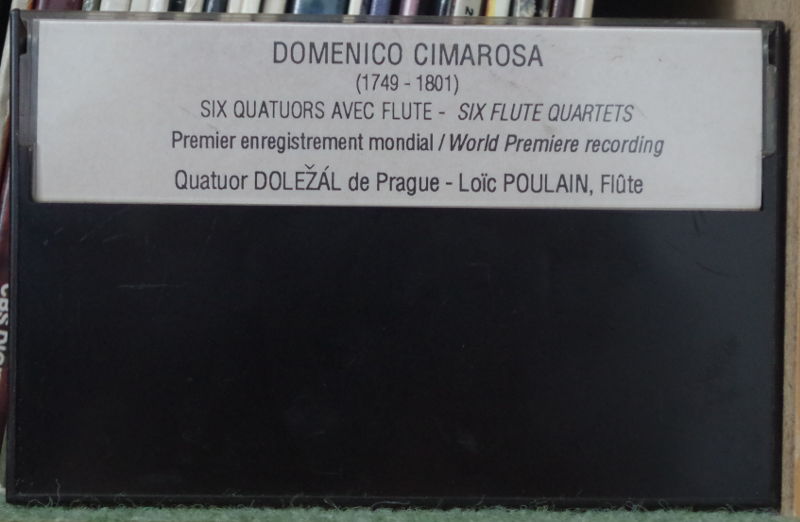 DOMENICO CIMAROSA
(1749 - 1801)
SIX QUATUORS AVEC FLUTE - SIX FLUTE QUARTETS
Premier enregistrement mondial / World Premiere recording
Quatuor DOLEŽÁL de Prague - Loïc POULAIN, Flûte
CBS